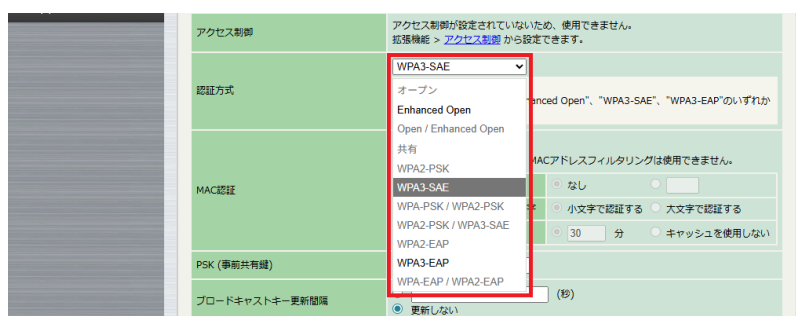 アクセス制御
アクセス制御が設定されていないため、使用できません。
拡張機能 > アクセス制御 から設定できます。
認証方式
WPA3-SAE
オープン
Enhanced Open
Open / Enhanced Open
共有
WPA2-PSK
WPA3-SAE
WPA-PSK / WPA2-PSK
WPA2-PSK / WPA3-SAE
WPA2-EAP
WPA3-EAP
WPA-EAP / WPA2-EAP
anced Open"、"WPA3-SAE"、"WPA3-EAP"のいずれか
MAC認証
MACアドレスフィルタリングは使用できません。
なし
小文字で認証する 大文字で認証する
30 分 キャッシュを使用しない
PSK (事前共有鍵)
ブロードキャストキー更新間隔
(秒)
更新しない